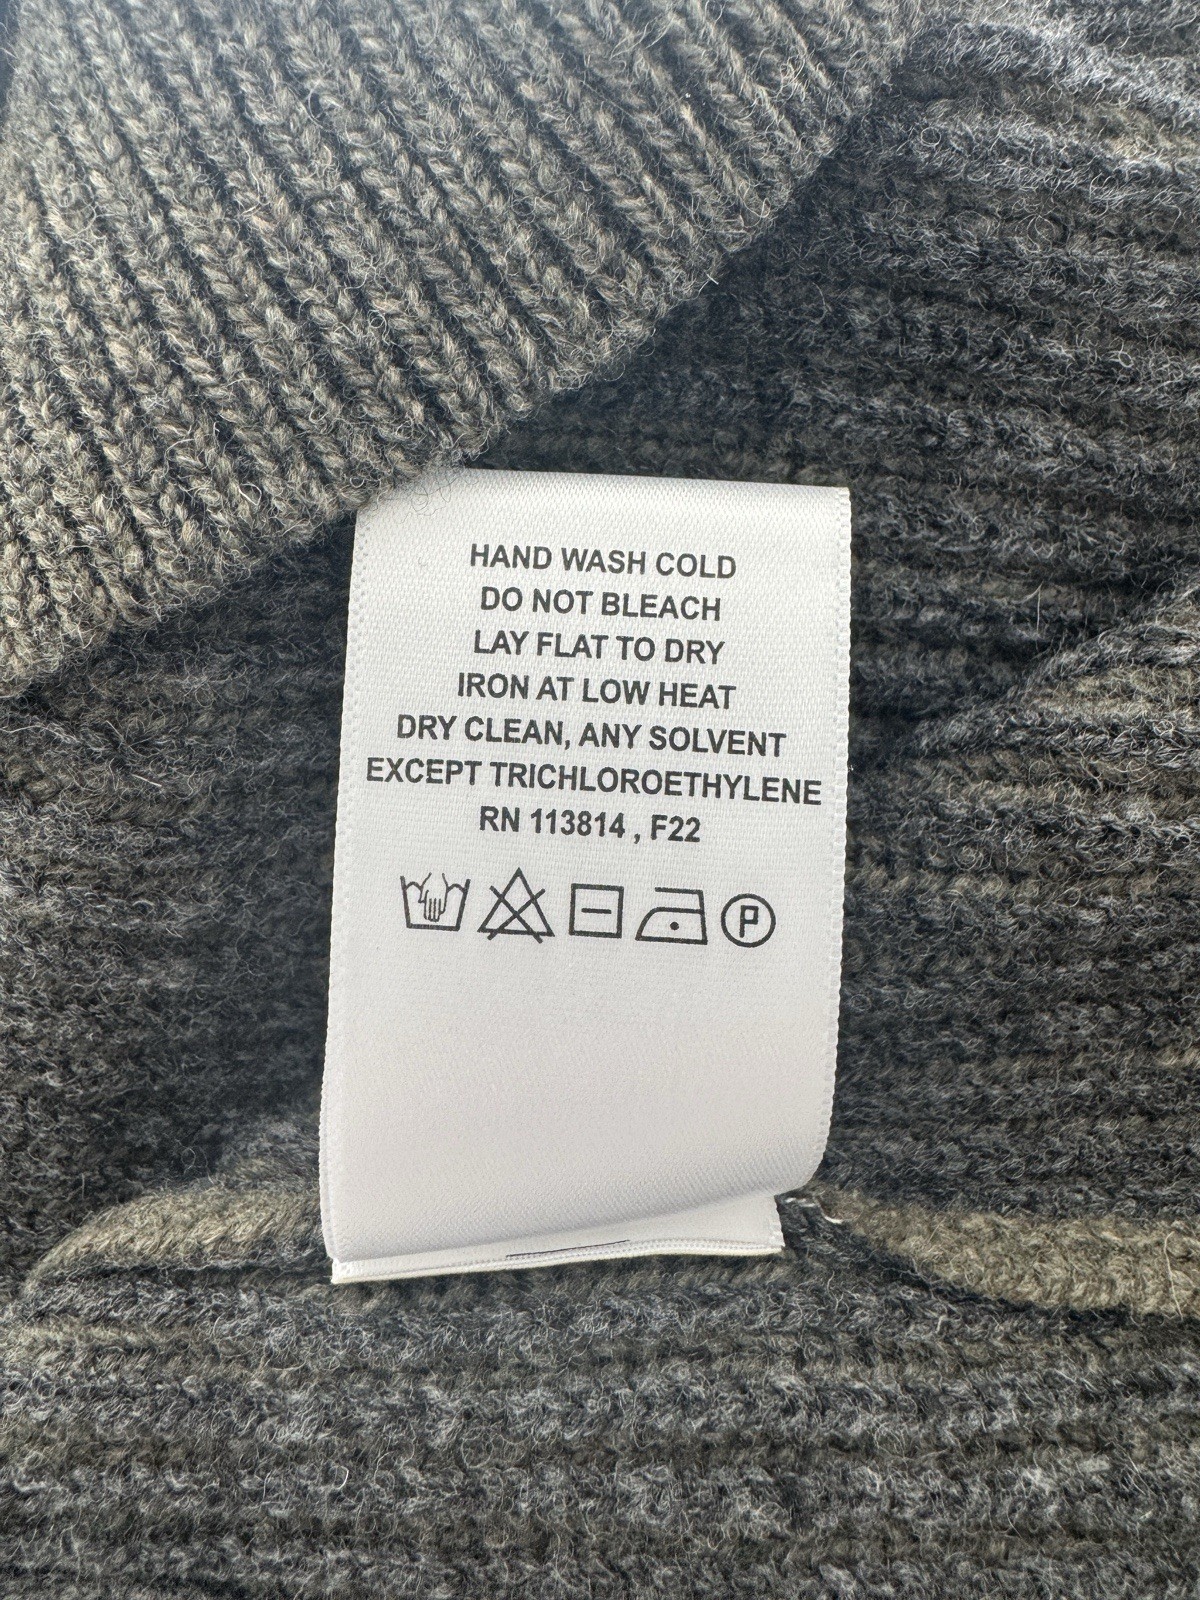 HAND WASH COLD
DO NOT BLEACH
LAY FLAT TO DRY
IRON AT LOW HEAT
DRY CLEAN, ANY SOLVENT
EXCEPT TRICHLOROETHYLENE
RN 113814 , F22
P